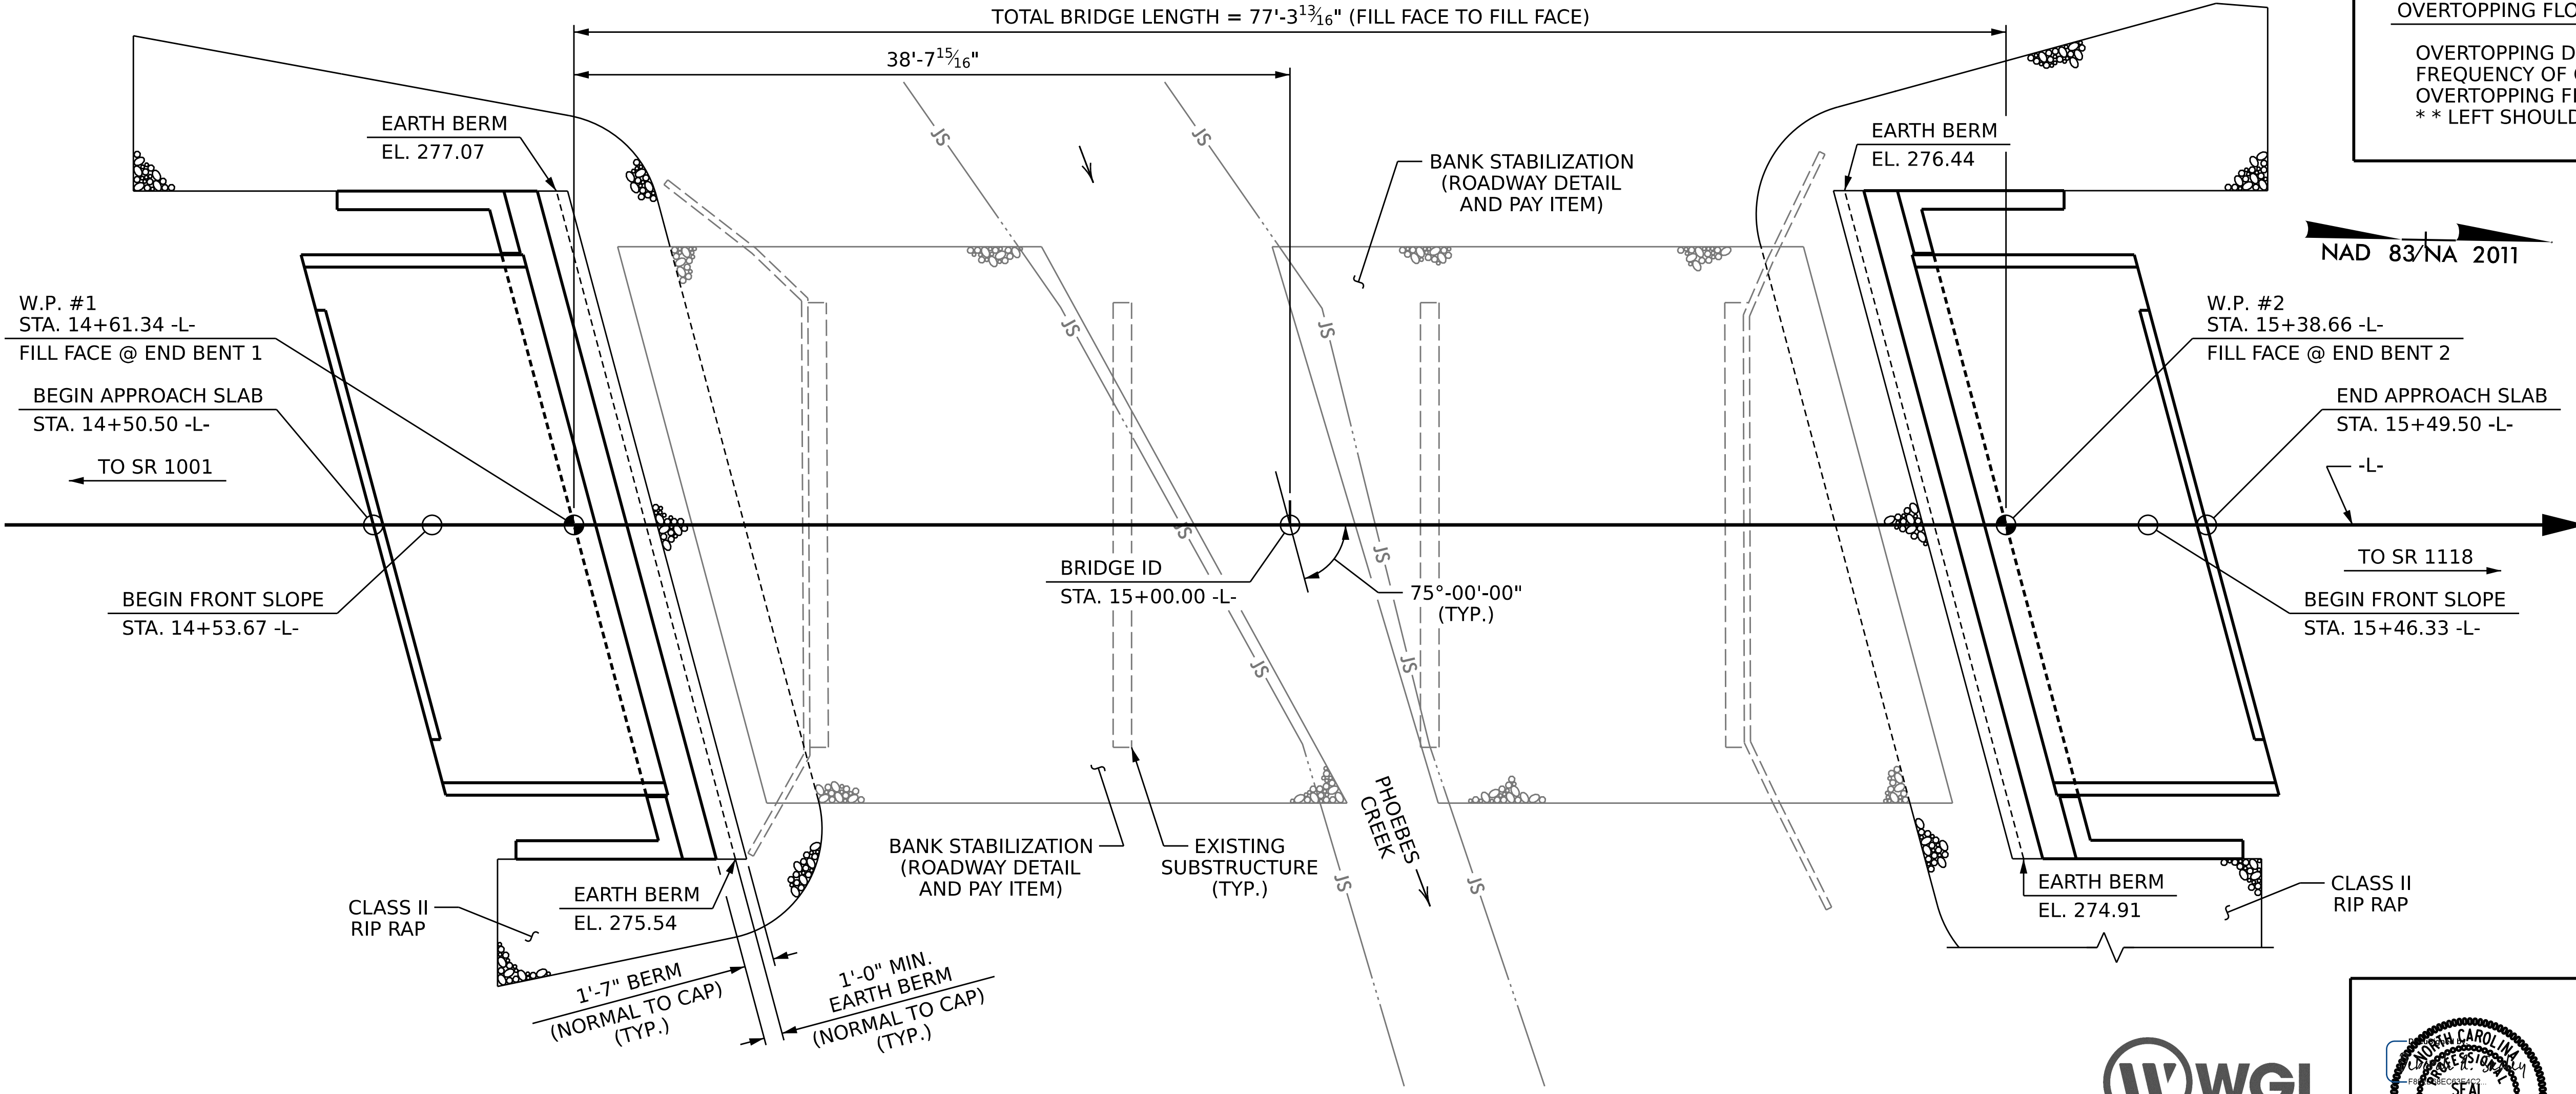 TOTAL BRIDGE LENGTH = 77'-3 13/16" (FILL FACE TO FILL FACE)
38'-7 15/16"
OVERTOPPING FLO
OVERTOPPING D
FREQUENCY OF
OVERTOPPING F
* * LEFT SHOULD
EARTH BERM
EL. 277.07
EARTH BERM
EL. 276.44
BANK STABILIZATION
(ROADWAY DETAIL
AND PAY ITEM)
JS
JS
JS
JS
JS
JS
JS
JS
JS
JS
NAD 83/NA 2011
W.P. #1
STA. 14+61.34 -L-
FILL FACE @ END BENT 1
BEGIN APPROACH SLAB
STA. 14+50.50 -L-
TO SR 1001
BEGIN FRONT SLOPE
STA. 14+53.67 -L-
W.P. #2
STA. 15+38.66 -L-
FILL FACE @ END BENT 2
END APPROACH SLAB
STA. 15+49.50 -L-
-L-
TO SR 1118
BEGIN FRONT SLOPE
STA. 15+46.33 -L-
BRIDGE ID
STA. 15+00.00 -L-
75°-00'-00"
(TYP.)
BANK STABILIZATION
(ROADWAY DETAIL
AND PAY ITEM)
EXISTING
SUBSTRUCTURE
(TYP.)
PHOEBES
CREEK
CLASS II
RIP RAP
EARTH BERM
EL. 275.54
EARTH BERM
EL. 274.91
CLASS II
RIP RAP
1'-7" BERM
(NORMAL TO CAP)
(TYP.)
1'-0" MIN.
EARTH BERM
(NORMAL TO CAP)
(TYP.)
WGI
NORTH CAROLINA
PROFESSIONAL
SEAL